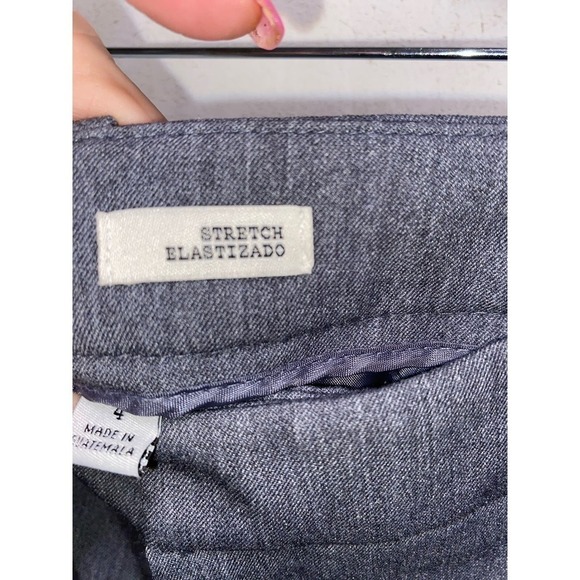 STRETCH
ELASTIZADO
4
MADE IN
GUATEMALA